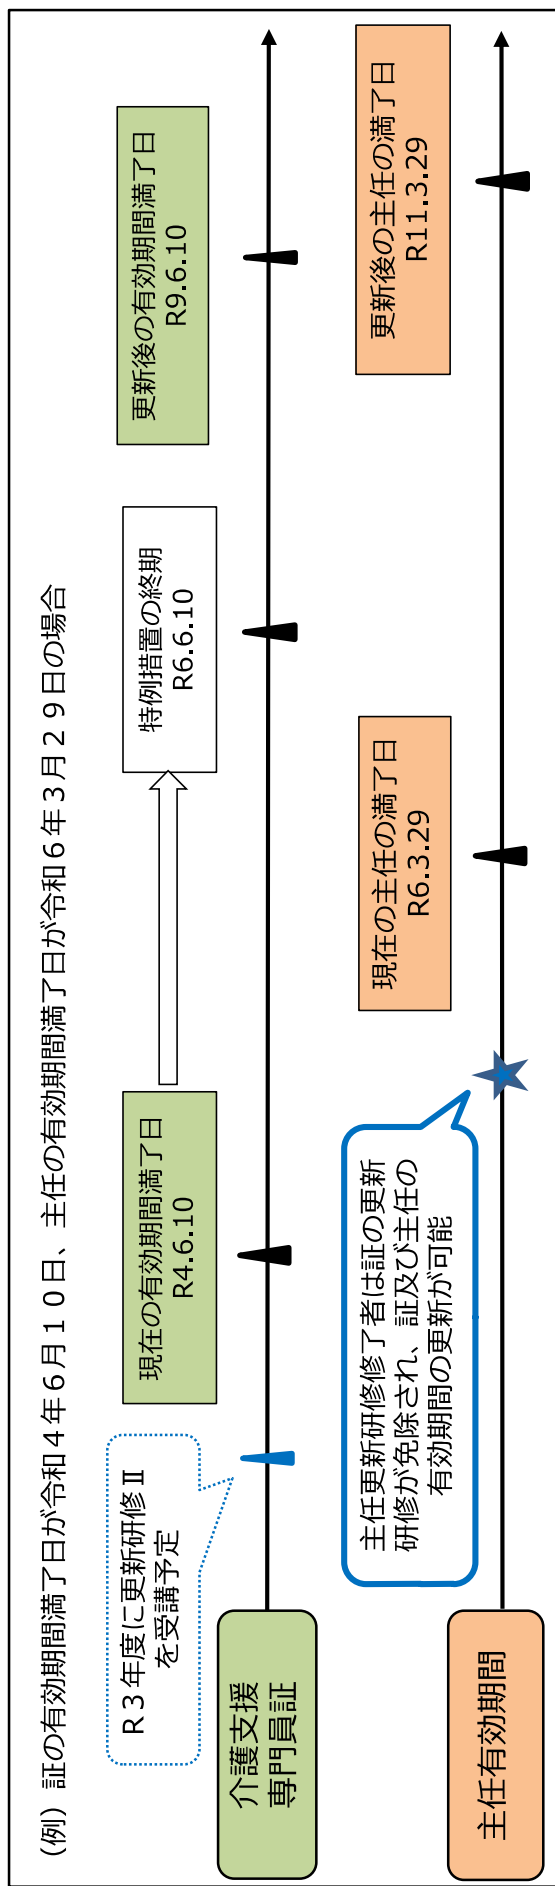 （例）証の有効期間満了日が令和４年６月１０日、主任の有効期間満了日が令和６年３月２９日の場合
Ｒ３年度に更新研修Ⅱ
を受講予定
現在の有効期間満了日
R4.6.10
特例措置の終期
R6.6.10
更新後の有効期間満了日
R9.6.10
介護支援
専門員証
主任更新研修修了者は証の更新
研修が免除され、証及び主任の
有効期間の更新が可能
現在の主任の満了日
R6.3.29
更新後の主任の満了日
R11.3.29
主任有効期間